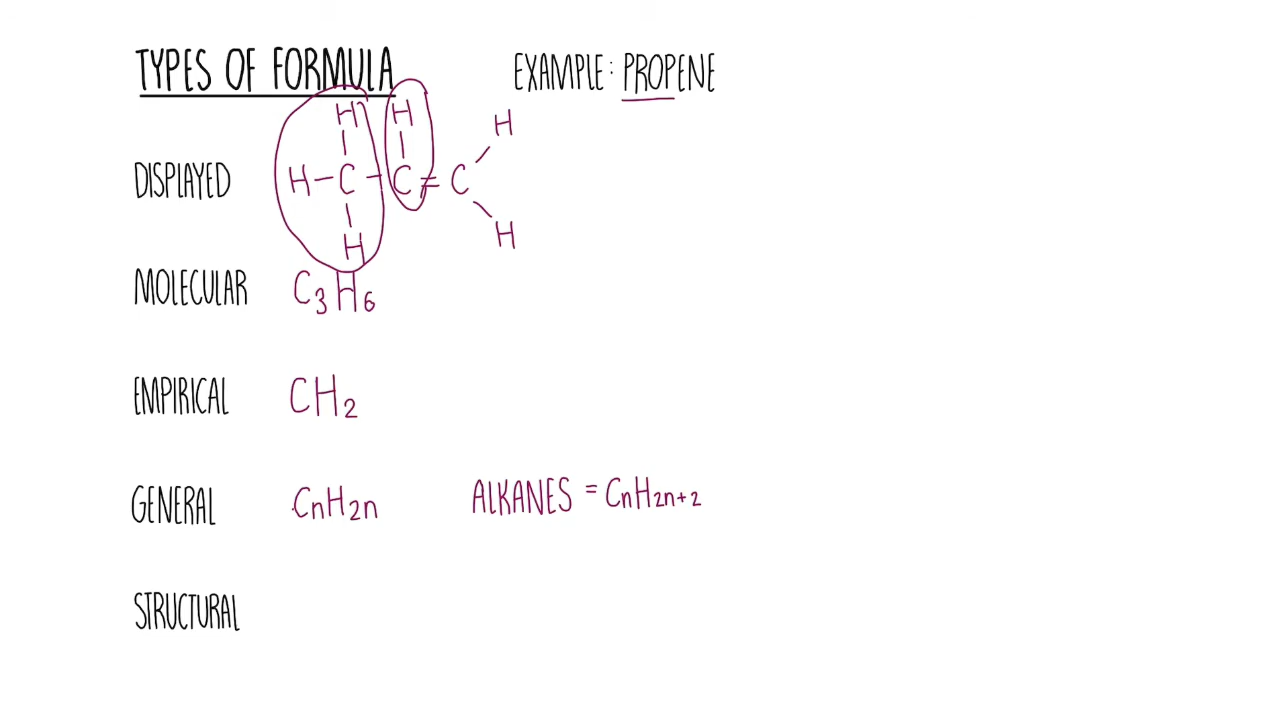 TYPES OF FORMULA
EXAMPLE: PROPENE
H H H
DISPLAYED H-C-C=C
H H
MOLECULAR C3H6
EMPIRICAL CH2
GENERAL CnH2n ALKANES = CnH2n+2
STRUCTURAL